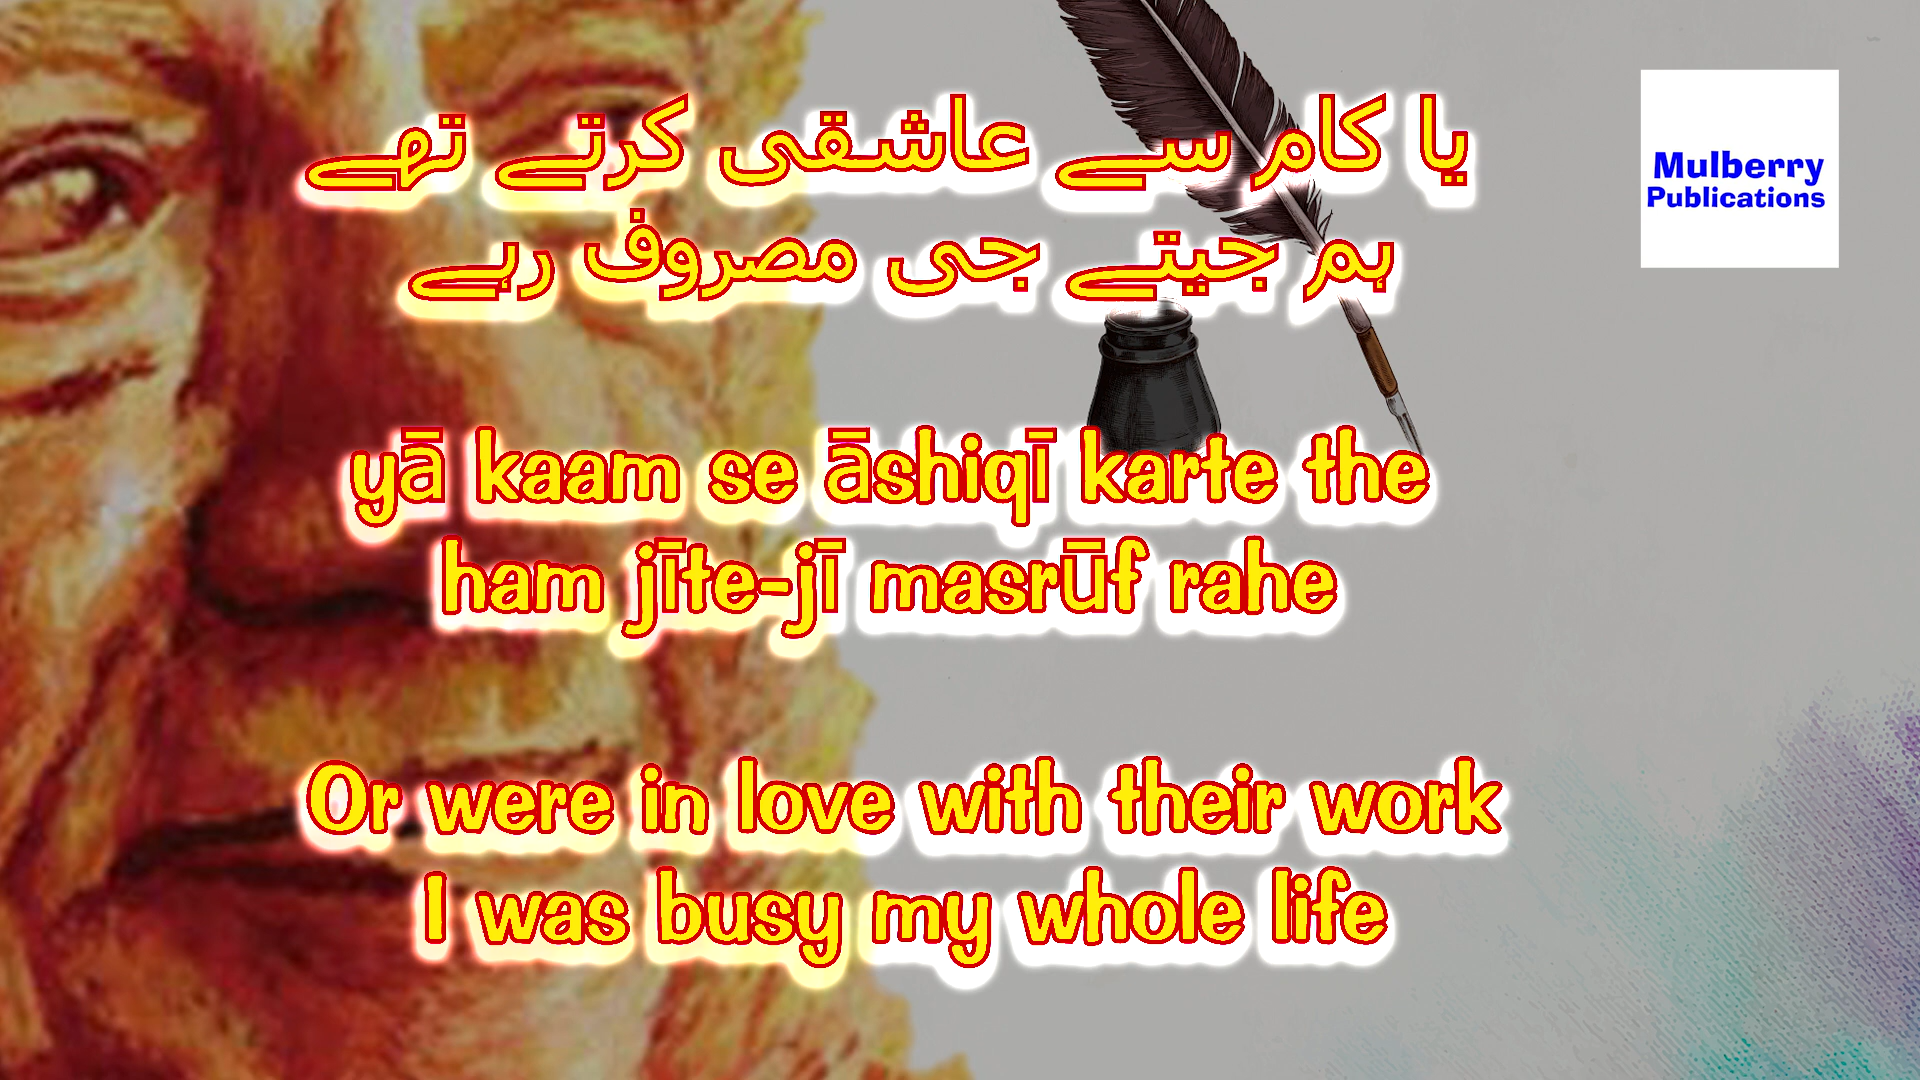 یا کام سے عاشقی کرتے تھے
ہم جیتے جی مصروف رہے
yā kaam se āshiqī karte the
ham jīte-jī masrūf rahe
Or were in love with their work
I was busy my whole life
Mulberry
Publications